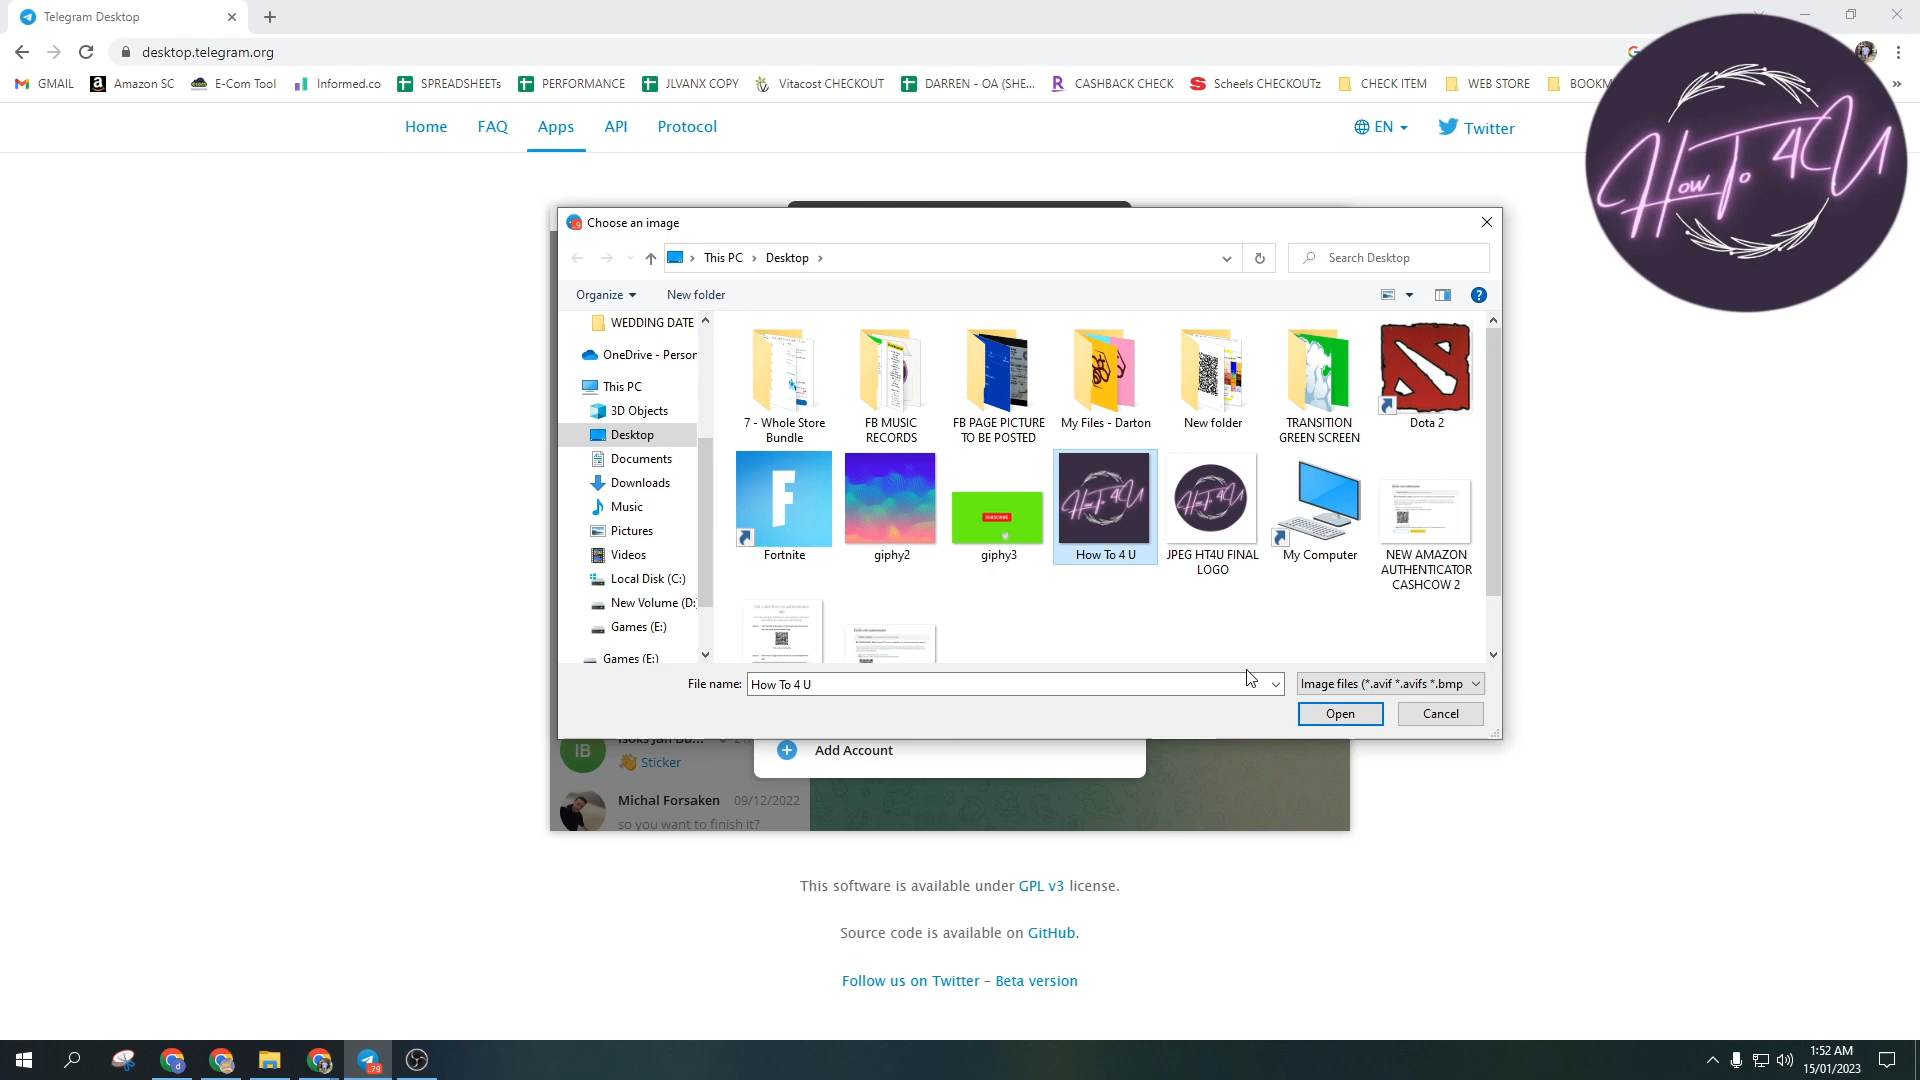 Telegram Desktop
desktop.telegram.org
GMAIL Amazon SC E-Com Tool Informed.co SPREADSHEETs PERFORMANCE JLVANX COPY Vitacost CHECKOUT DARREN - OA (SHE... CASHBACK CHECK Scheels CHECKOUTz CHECK ITEM WEB STORE BOOKM »
Home FAQ Apps API Protocol EN Twitter
How To 4U
Choose an image
This PC > Desktop >
Search Desktop
Organize New folder
WEDDING DATE
OneDrive - Person
This PC
3D Objects
Desktop
Documents
Downloads
Music
Pictures
Videos
Local Disk (C:)
New Volume (D:
Games (E:)
Games (E:)
7 - Whole Store Bundle
FB MUSIC RECORDS
FB PAGE PICTURE TO BE POSTED
My Files - Darton
New folder
TRANSITION GREEN SCREEN
Dota 2
Fortnite
giphy2
SUBSCRIBE
giphy3
How To 4 U
JPEG HT4U FINAL LOGO
My Computer
NEW AMAZON AUTHENTICATOR CASHCOW 2
File name: How To 4 U
Image files (*.avif *.avifs *.bmp
Open Cancel
IB
Sticker
Add Account
Michal Forsaken 09/12/2022
so you want to finish it?
This software is available under GPL v3 license.
Source code is available on GitHub.
Follow us on Twitter – Beta version
.79
1:52 AM
15/01/2023